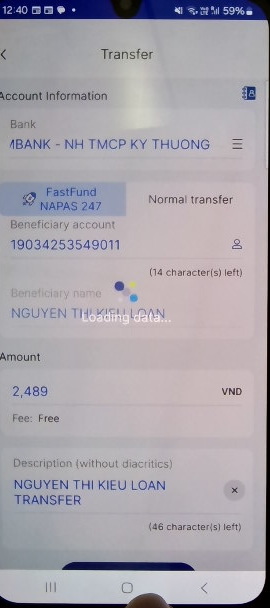 12:40
59%
Transfer
Account Information
Bank
MBANK - NH TMCP KY THUONG
FastFund
NAPAS 247
Normal transfer
Beneficiary account
19034253549011
(14 character(s) left)
Beneficiary name
NGUYEN THI KIEU LOAN
Loading data...
Amount
2,489
VND
Fee: Free
Description (without diacritics)
NGUYEN THI KIEU LOAN
TRANSFER
(46 character(s) left)